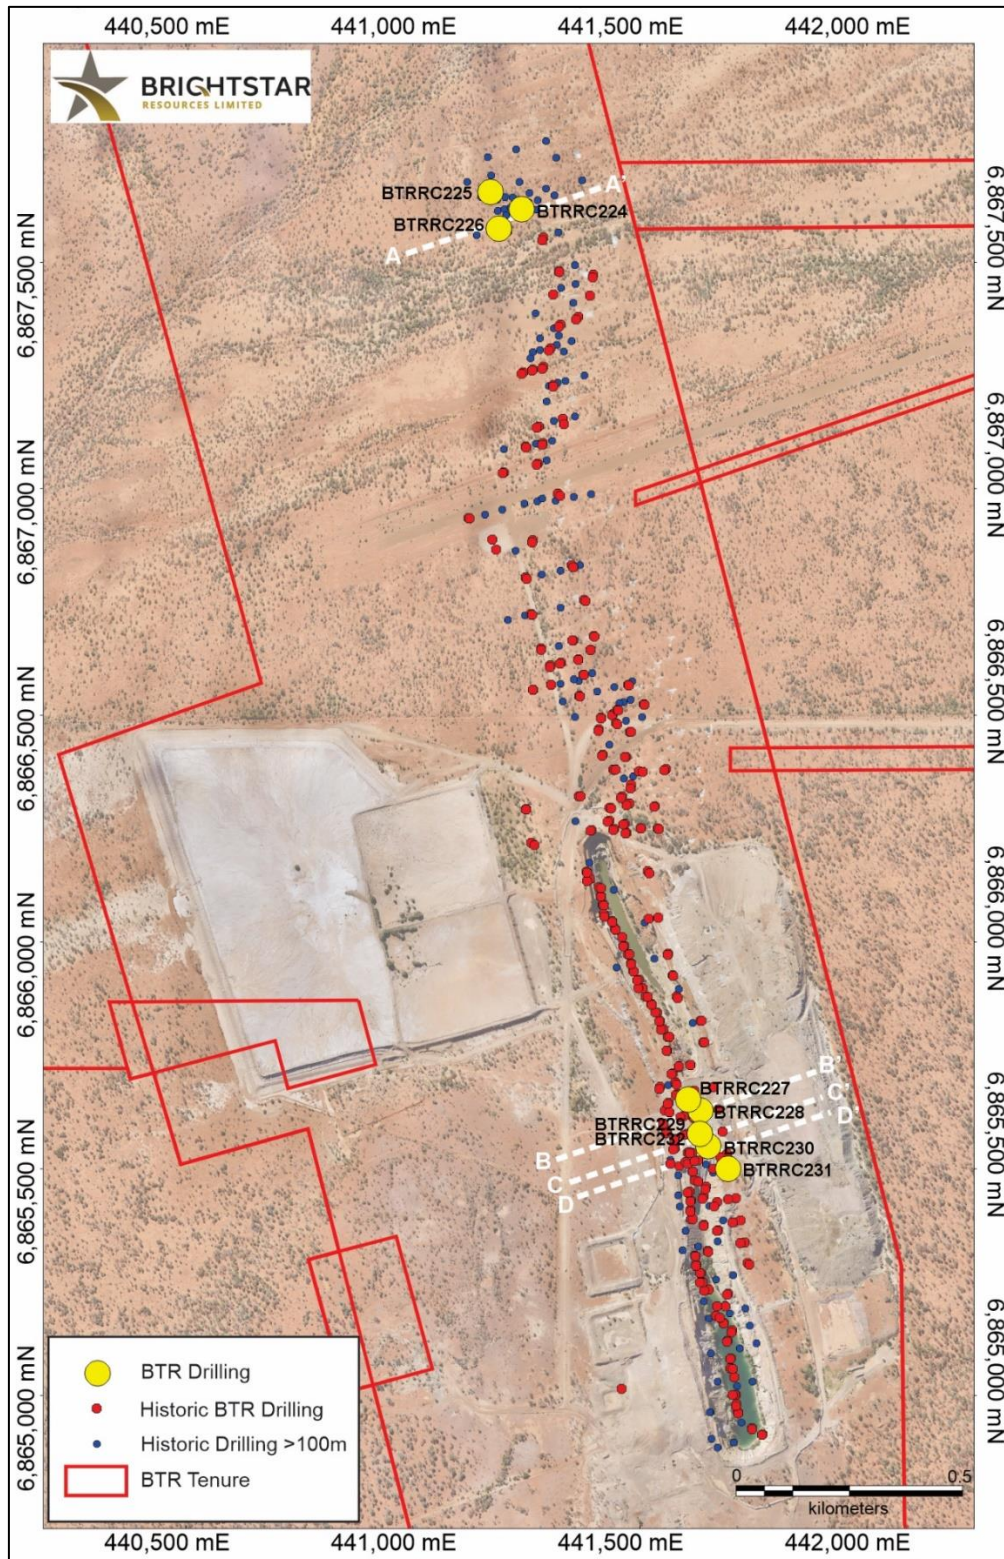 440,500 mE
441,000 mE
441,500 mE
442,000 mE
BRIGHTSTAR
RESOURCES LIMITED
6,867,500 mN
6,867,500 mN
BTRRC225
A'
BTRRC224
BTRRC226
A
6,867,000 mN
6,867,000 mN
6,866,500 mN
6,866,500 mN
6,866,000 mN
6,866,000 mN
BTRRC227
B'
BTRRC228
C'
BTRRC229
D'
BTRRC232
BTRRC230
B
BTRRC231
C
D
6,865,500 mN
6,865,500 mN
6,865,000 mN
6,865,000 mN
BTR Drilling
Historic BTR Drilling
Historic Drilling >100m
BTR Tenure
0
0.5
kilometers
440,500 mE
441,000 mE
441,500 mE
442,000 mE